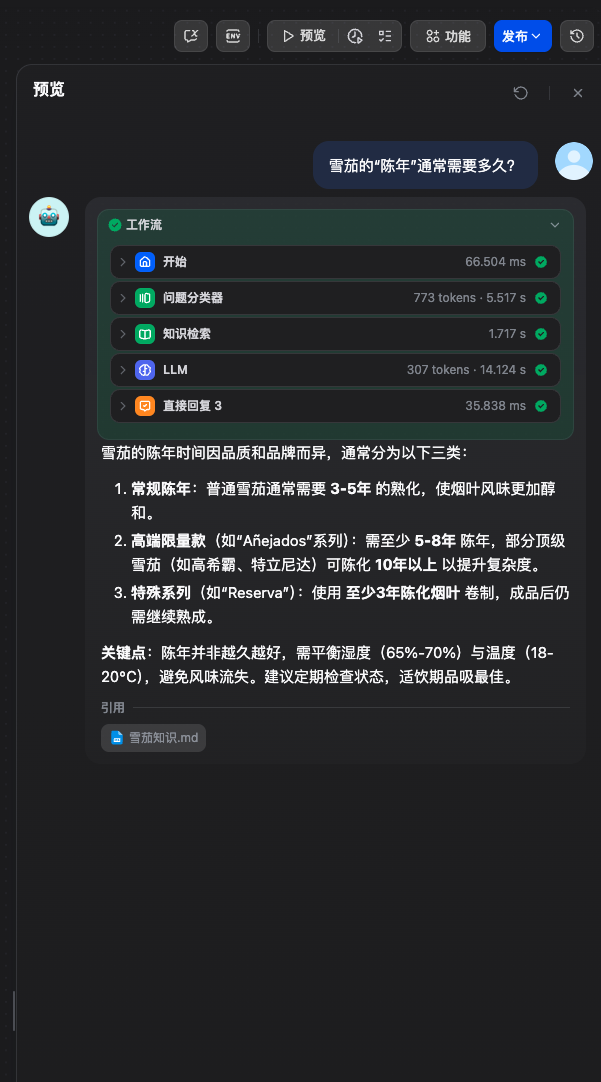 ENV
预览
功能
发布
预览
雪茄的“陈年”通常需要多久？
工作流
开始 66.504 ms
问题分类器 773 tokens · 5.517 s
知识检索 1.717 s
LLM 307 tokens · 14.124 s
直接回复 3 35.838 ms
雪茄的陈年时间因品质和品牌而异，通常分为以下三类：
1. 常规陈年：普通雪茄通常需要 3-5年 的熟化，使烟叶风味更加醇
和。
2. 高端限量款（如“Añejados”系列）：需至少 5-8年 陈年，部分顶级
雪茄（如高希霸、特立尼达）可陈化 10年以上 以提升复杂度。
3. 特殊系列（如“Reserva”）：使用 至少3年陈化烟叶 卷制，成品后仍
需继续熟成。
关键点：陈年并非越久越好，需平衡湿度（65%-70%）与温度（18-
20°C），避免风味流失。建议定期检查状态，适饮期品吸最佳。
引用
雪茄知识.md